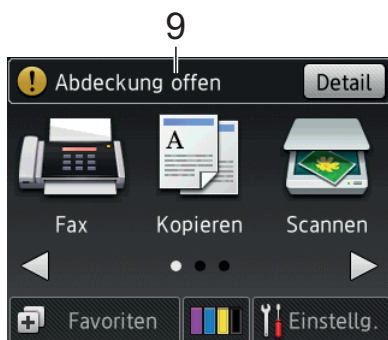 9
Abdeckung offen Detail
A
Fax Kopieren Scannen
Favoriten Einstellg.